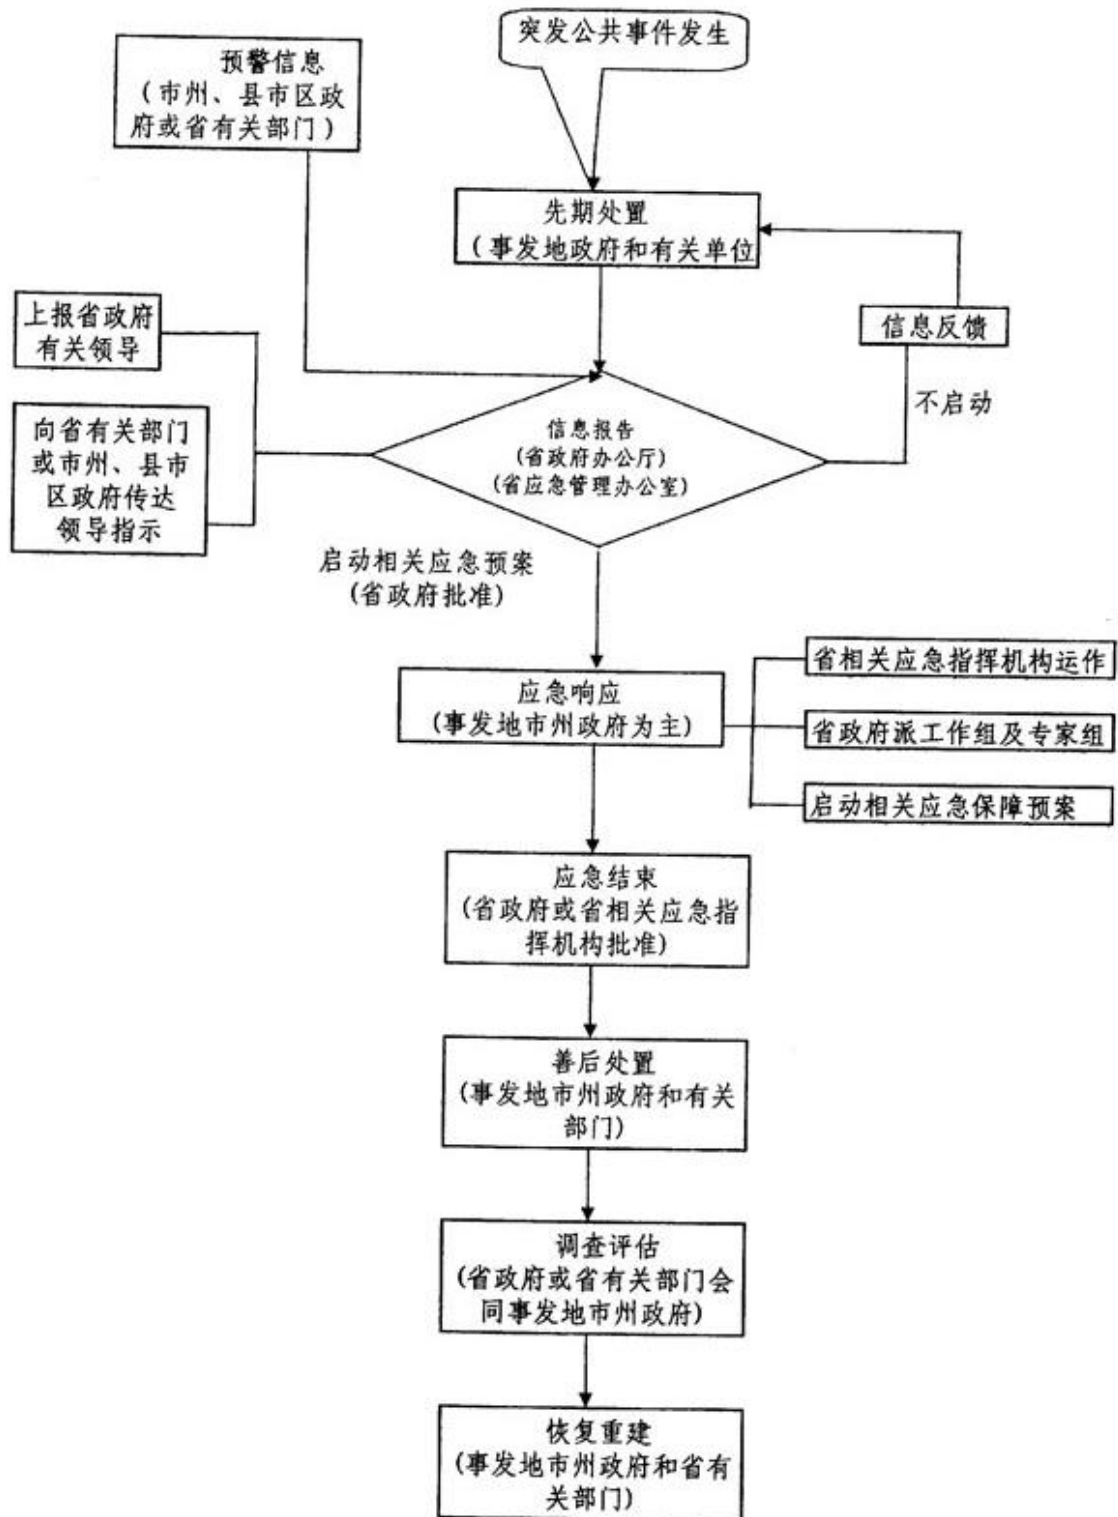 突发公共事件发生
预警信息
（市州、县市区政
府或省有关部门）
先期处置
（事发地政府和有关单位
上报省政府
有关领导
信息反馈
不启动
向省有关部门
或市州、县市
区政府传达
领导指示
信息报告
(省政府办公厅)
(省应急管理办公室)
启动相关应急预案
(省政府批准)
应急响应
(事发地市州政府为主)
省相关应急指挥机构运作
省政府派工作组及专家组
启动相关应急保障预案
应急结束
(省政府或省相关应急指
挥机构批准)
善后处置
(事发地市州政府和有关
部门)
调查评估
(省政府或省有关部门会
同事发地市州政府)
恢复重建
(事发地市州政府和省有
关部门)